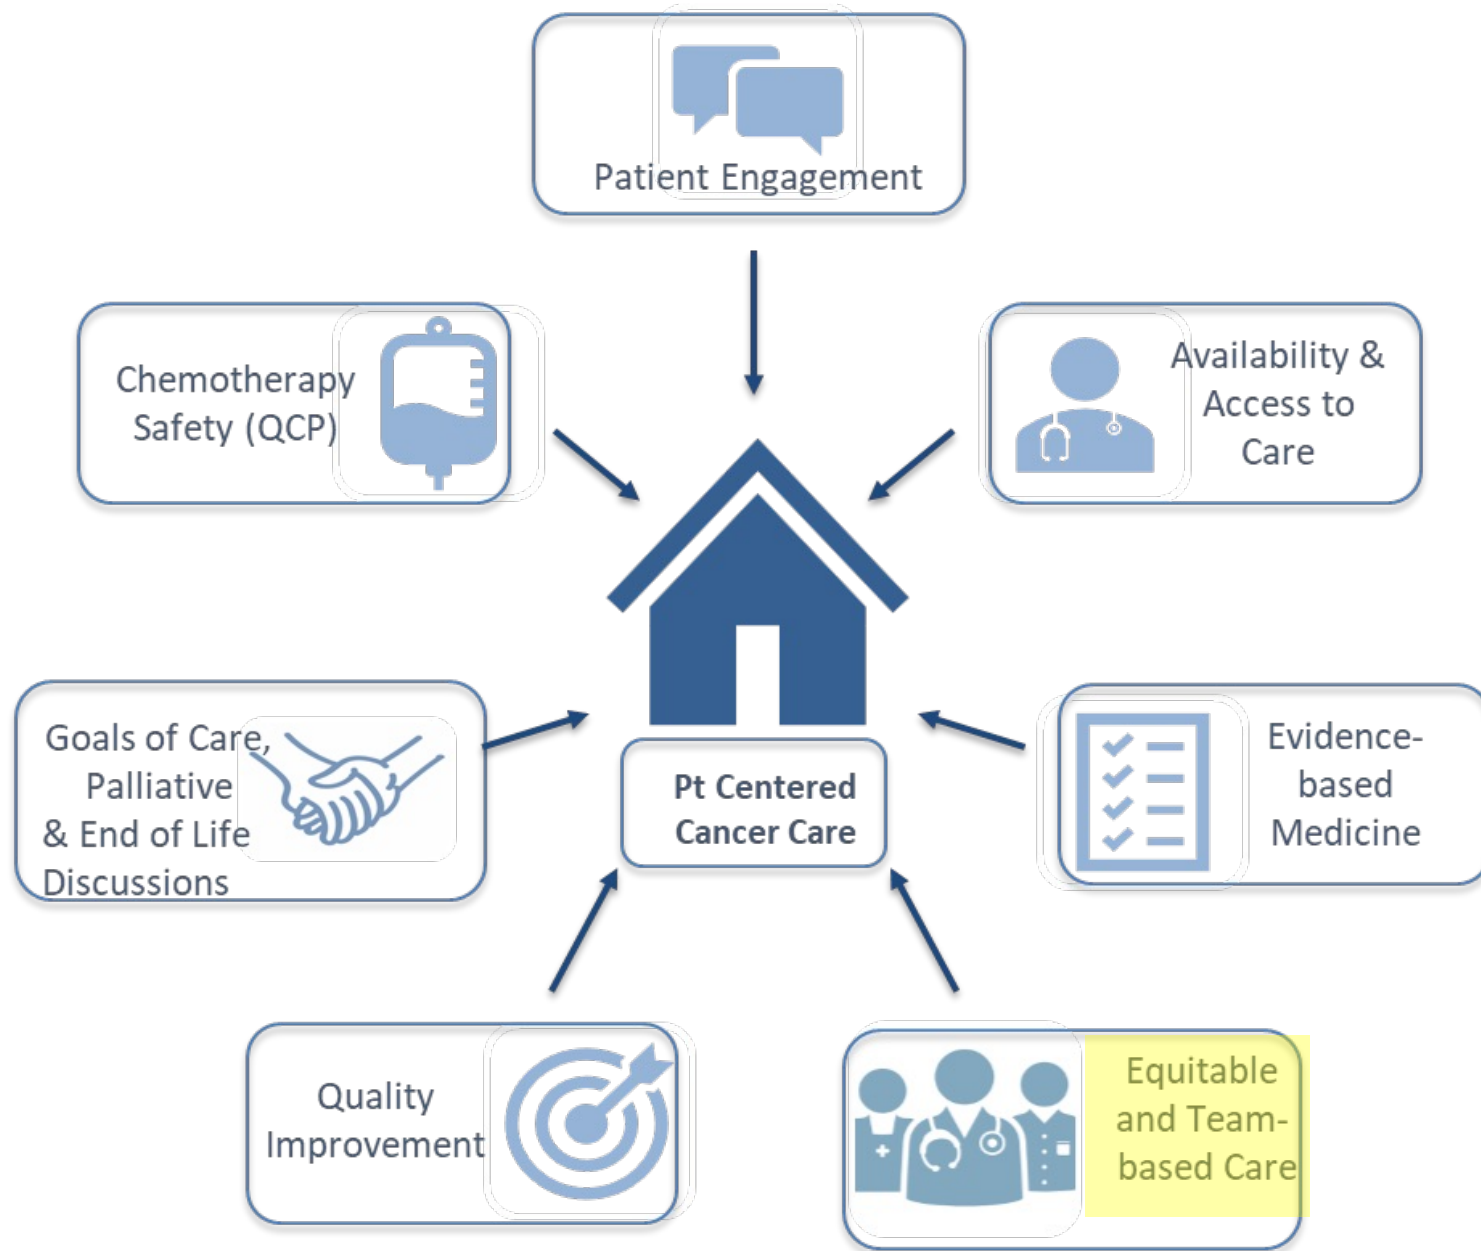 Patient Engagement
Chemotherapy
Safety (QCP)
Availability &
Access to
Care
Goals of Care,
Palliative
& End of Life
Discussions
Pt Centered
Cancer Care
Evidence-
based
Medicine
Quality
Improvement
Equitable
and Team-
based Care